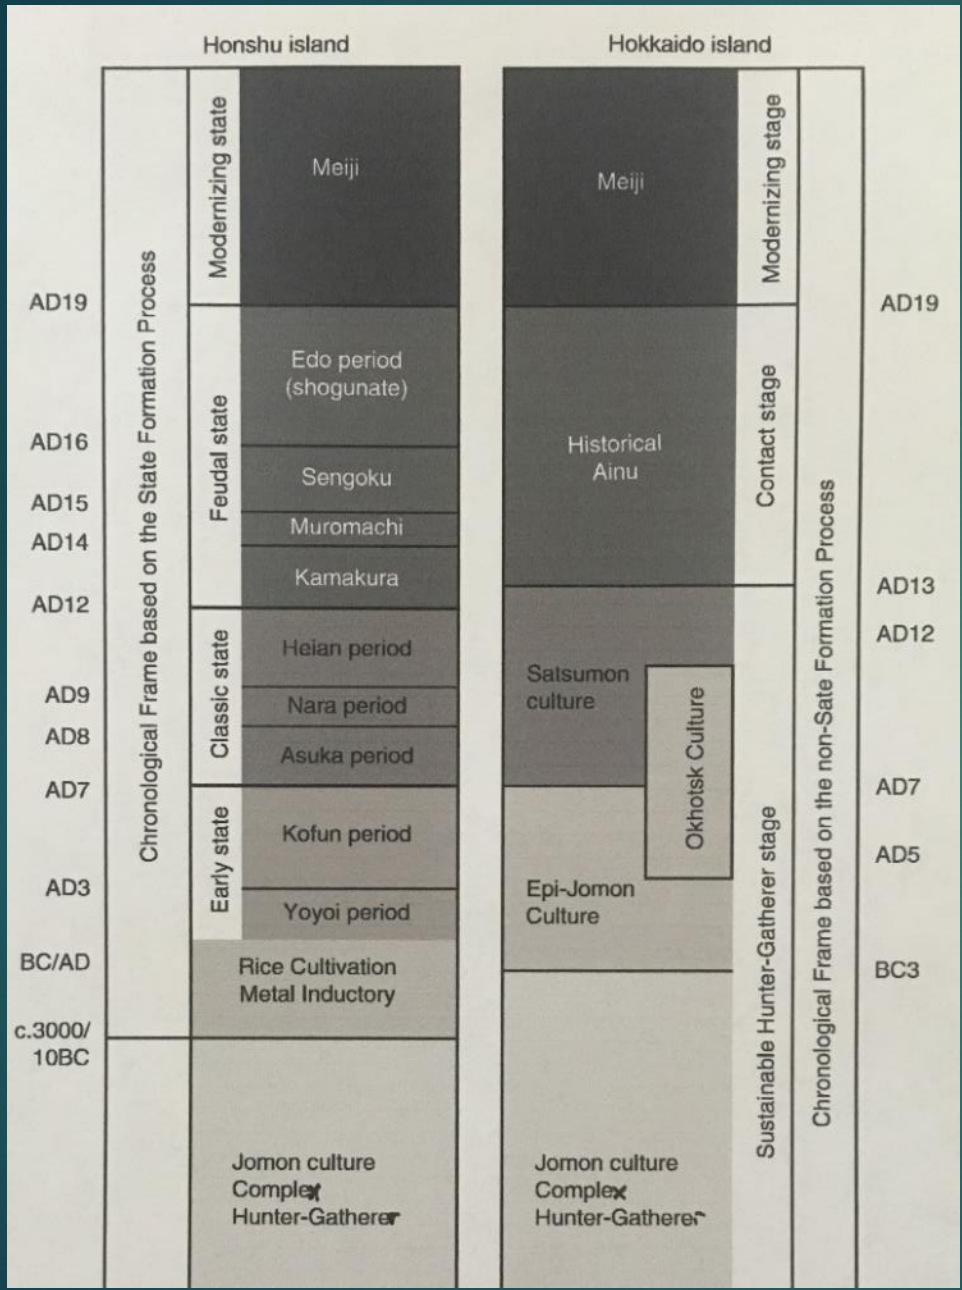 Honshu island
Hokkaido island
AD19
AD16
AD15
AD14
AD12
AD9
AD8
AD7
AD3
BC/AD
c.3000/
10BC
Chronological Frame based on the State Formation Process
Modernizing state
Feudal state
Classic state
Early state
Meiji
Edo period
(shogunate)
Sengoku
Muromachi
Kamakura
Heian period
Nara period
Asuka period
Kofun period
Yoyoi period
Rice Cultivation
Metal Inductory
Jomon culture
Complex
Hunter-Gatherer
Meiji
Historical
Ainu
Satsumon
culture
Okhotsk Culture
Epi-Jomon
Culture
Jomon culture
Complex
Hunter-Gatherer
Modernizing stage
Contact stage
Sustainable Hunter-Gatherer stage
Chronological Frame based on the non-Sate Formation Process
AD19
AD13
AD12
AD7
AD5
BC3